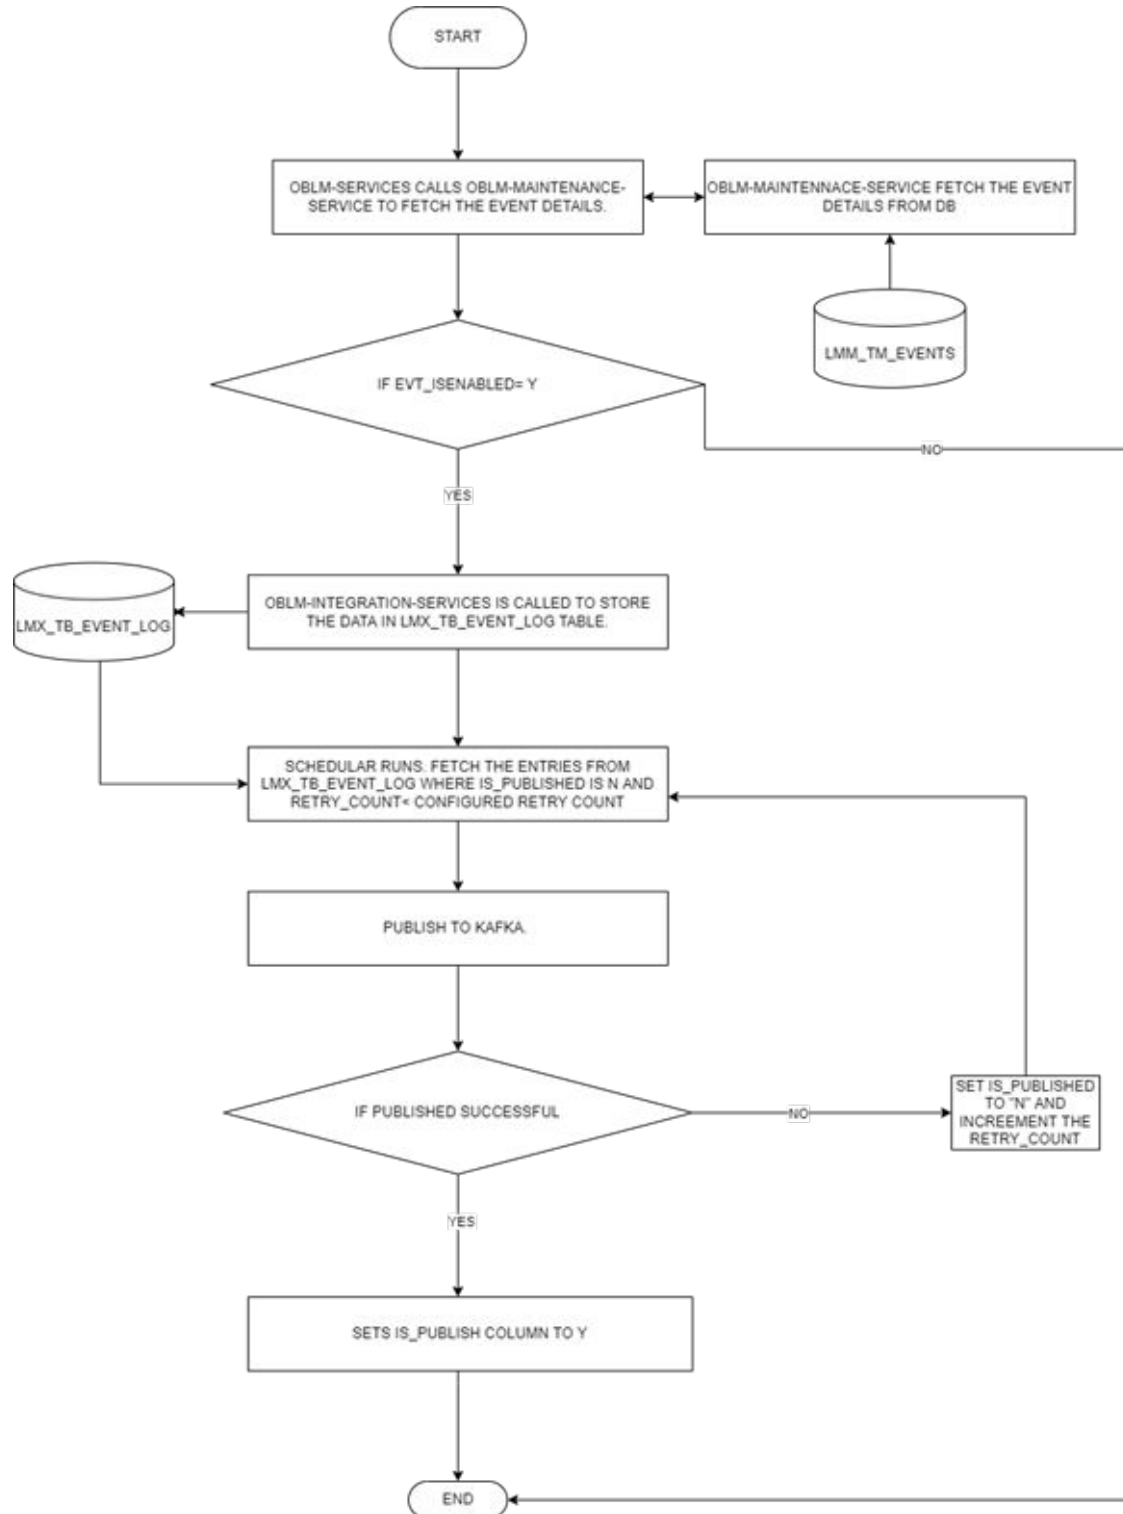 START
OBLM-SERVICES CALLS OBLM-MAINTENANCE-
SERVICE TO FETCH THE EVENT DETAILS.
OBLM-MAINTENNACE-SERVICE FETCH THE EVENT
DETAILS FROM DB
LMM_TM_EVENTS
IF EVT_ISENABLED= Y
NO
YES
OBLM-INTEGRATION-SERVICES IS CALLED TO STORE
THE DATA IN LMX_TB_EVENT_LOG TABLE.
LMX_TB_EVENT_LOG
SCHEDULAR RUNS. FETCH THE ENTRIES FROM
LMX_TB_EVENT_LOG WHERE IS_PUBLISHED IS N AND
RETRY_COUNT< CONFIGURED RETRY COUNT
PUBLISH TO KAFKA.
IF PUBLISHED SUCCESSFUL
NO
SET IS_PUBLISHED
TO "N" AND
INCREEMENT THE
RETRY_COUNT
YES
SETS IS_PUBLISH COLUMN TO Y
END